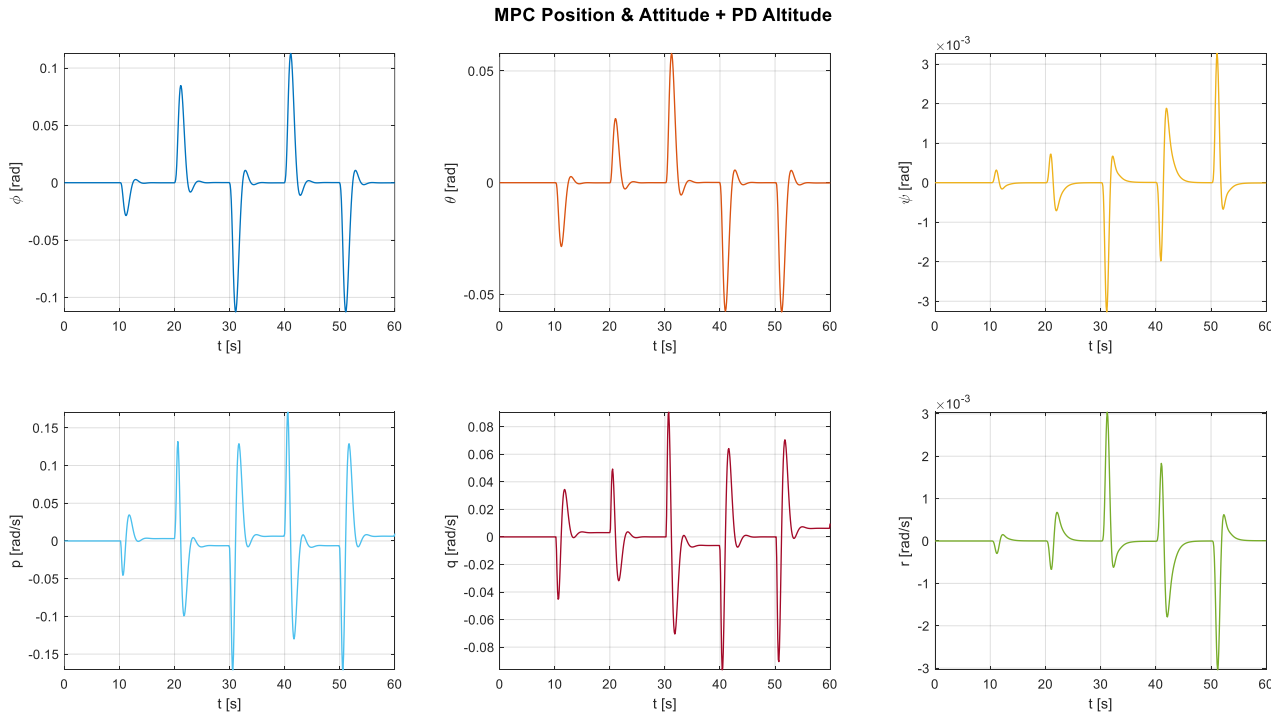 MPC Position & Attitude + PD Altitude
0.1
0.05
0
-0.05
-0.1
ϕ [rad]
0 10 20 30 40 50 60
t [s]
0.05
0
-0.05
θ [rad]
0 10 20 30 40 50 60
t [s]
×10⁻³
3
2
1
0
-1
-2
-3
ψ [rad]
0 10 20 30 40 50 60
t [s]
0.15
0.1
0.05
0
-0.05
-0.1
-0.15
p [rad/s]
0 10 20 30 40 50 60
t [s]
0.08
0.06
0.04
0.02
0
-0.02
-0.04
-0.06
-0.08
q [rad/s]
0 10 20 30 40 50 60
t [s]
×10⁻³
3
2
1
0
-1
-2
-3
r [rad/s]
0 10 20 30 40 50 60
t [s]